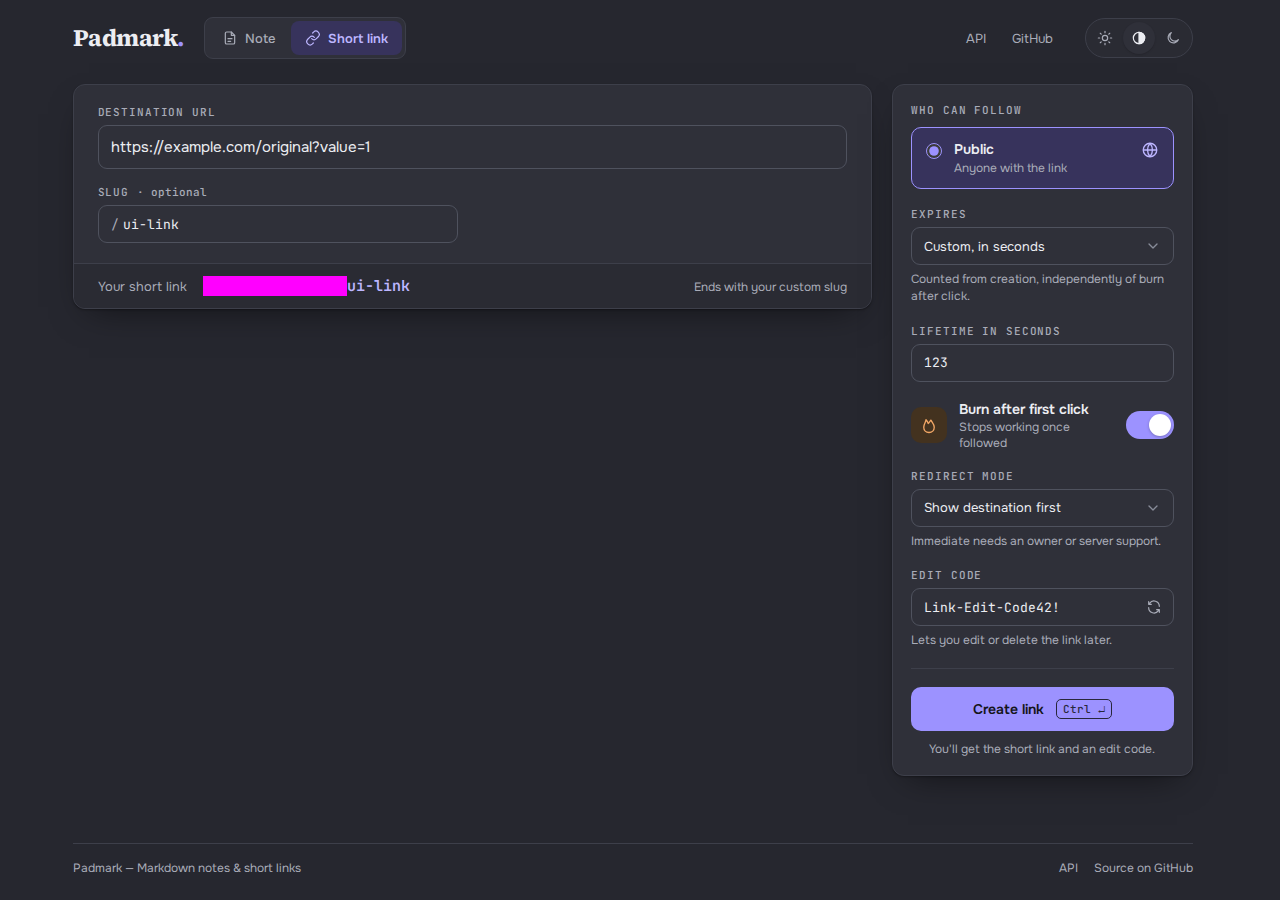 Padmark.
Note
Short link
API
GitHub
DESTINATION URL
https://example.com/original?value=1
SLUG · optional
/ ui-link
Your short link
ui-link
Ends with your custom slug
WHO CAN FOLLOW
Public
Anyone with the link
EXPIRES
Custom, in seconds
Counted from creation, independently of burn
after click.
LIFETIME IN SECONDS
123
Burn after first click
Stops working once
followed
REDIRECT MODE
Show destination first
Immediate needs an owner or server support.
EDIT CODE
Link-Edit-Code42!
Lets you edit or delete the link later.
Create link
Ctrl ↵
You'll get the short link and an edit code.
Padmark — Markdown notes & short links
API
Source on GitHub